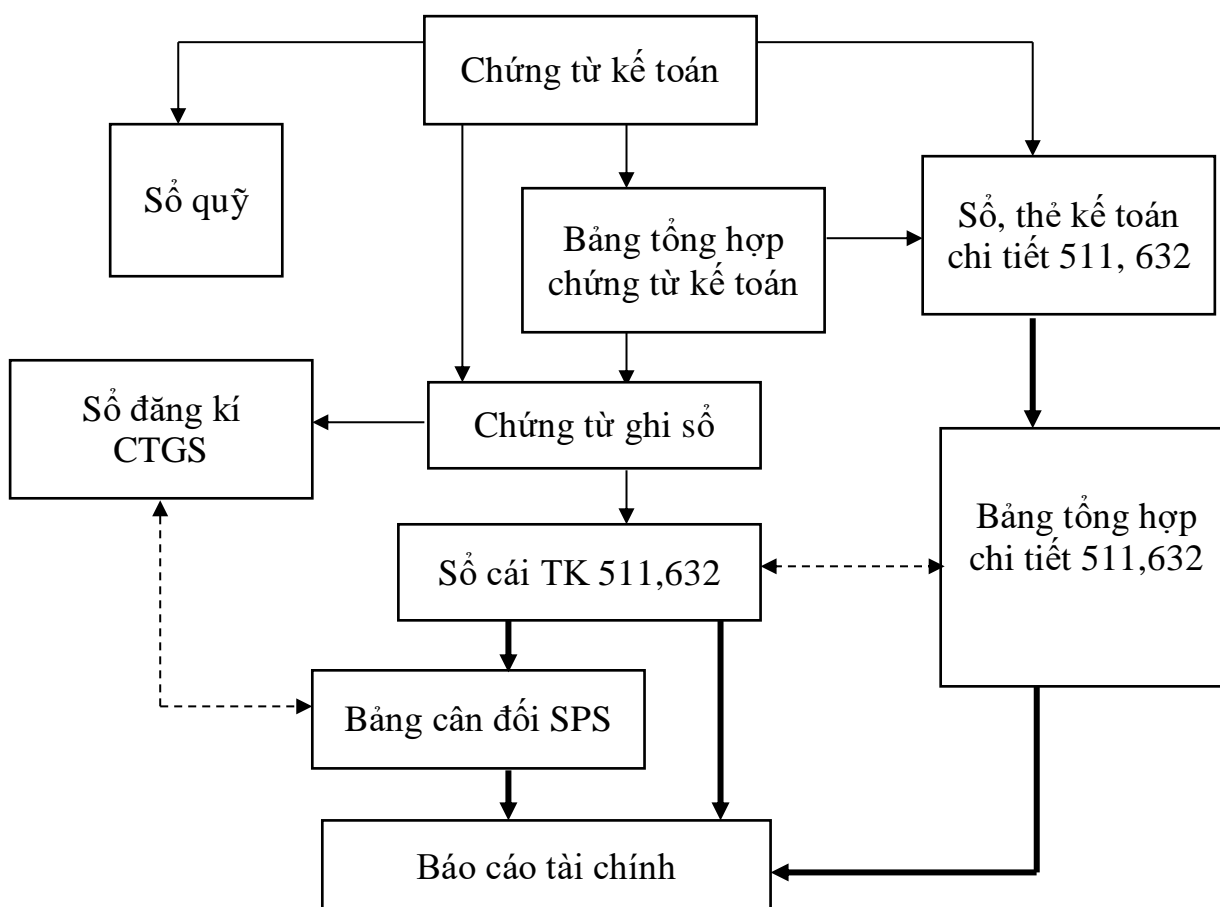 Chứng từ kế toán
Sổ quỹ
Bảng tổng hợp
chứng từ kế toán
Sổ, thẻ kế toán
chi tiết 511, 632
Sổ đăng kí
CTGS
Chứng từ ghi sổ
Bảng tổng hợp
chi tiết 511,632
Sổ cái TK 511,632
Bảng cân đối SPS
Báo cáo tài chính